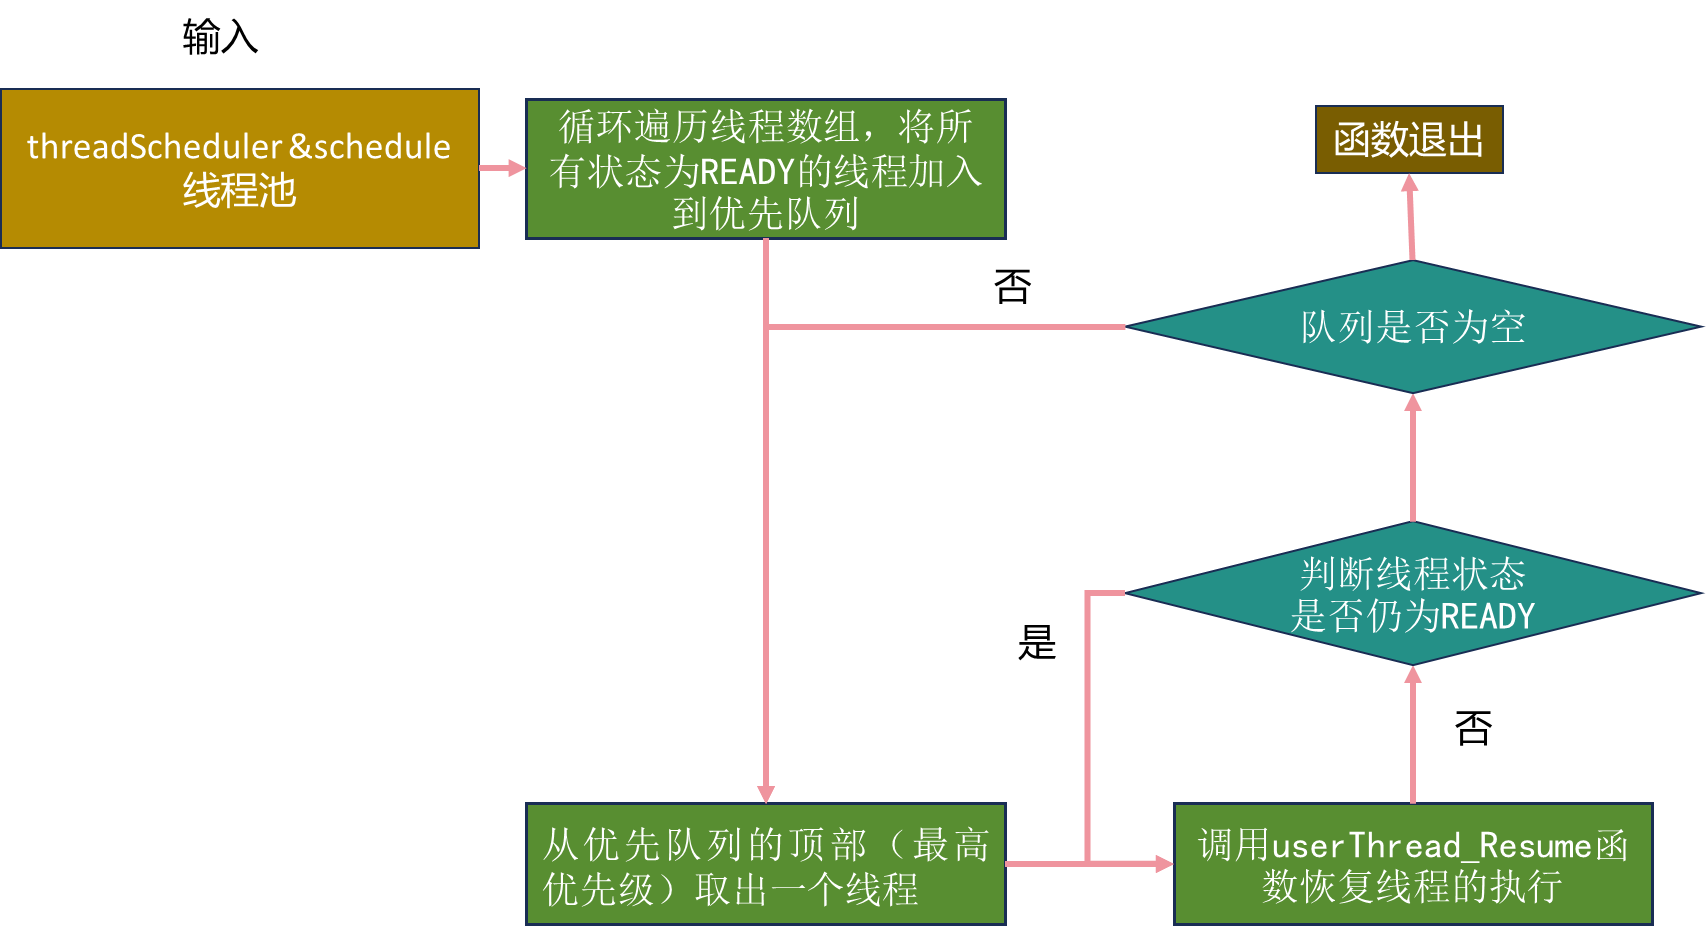 输入
threadScheduler &schedule
线程池
循环遍历线程数组，将所
有状态为READY的线程加入
到优先队列
函数退出
否
队列是否为空
判断线程状态
是否仍为READY
是
否
从优先队列的顶部（最高
优先级）取出一个线程
调用userThread_Resume函
数恢复线程的执行